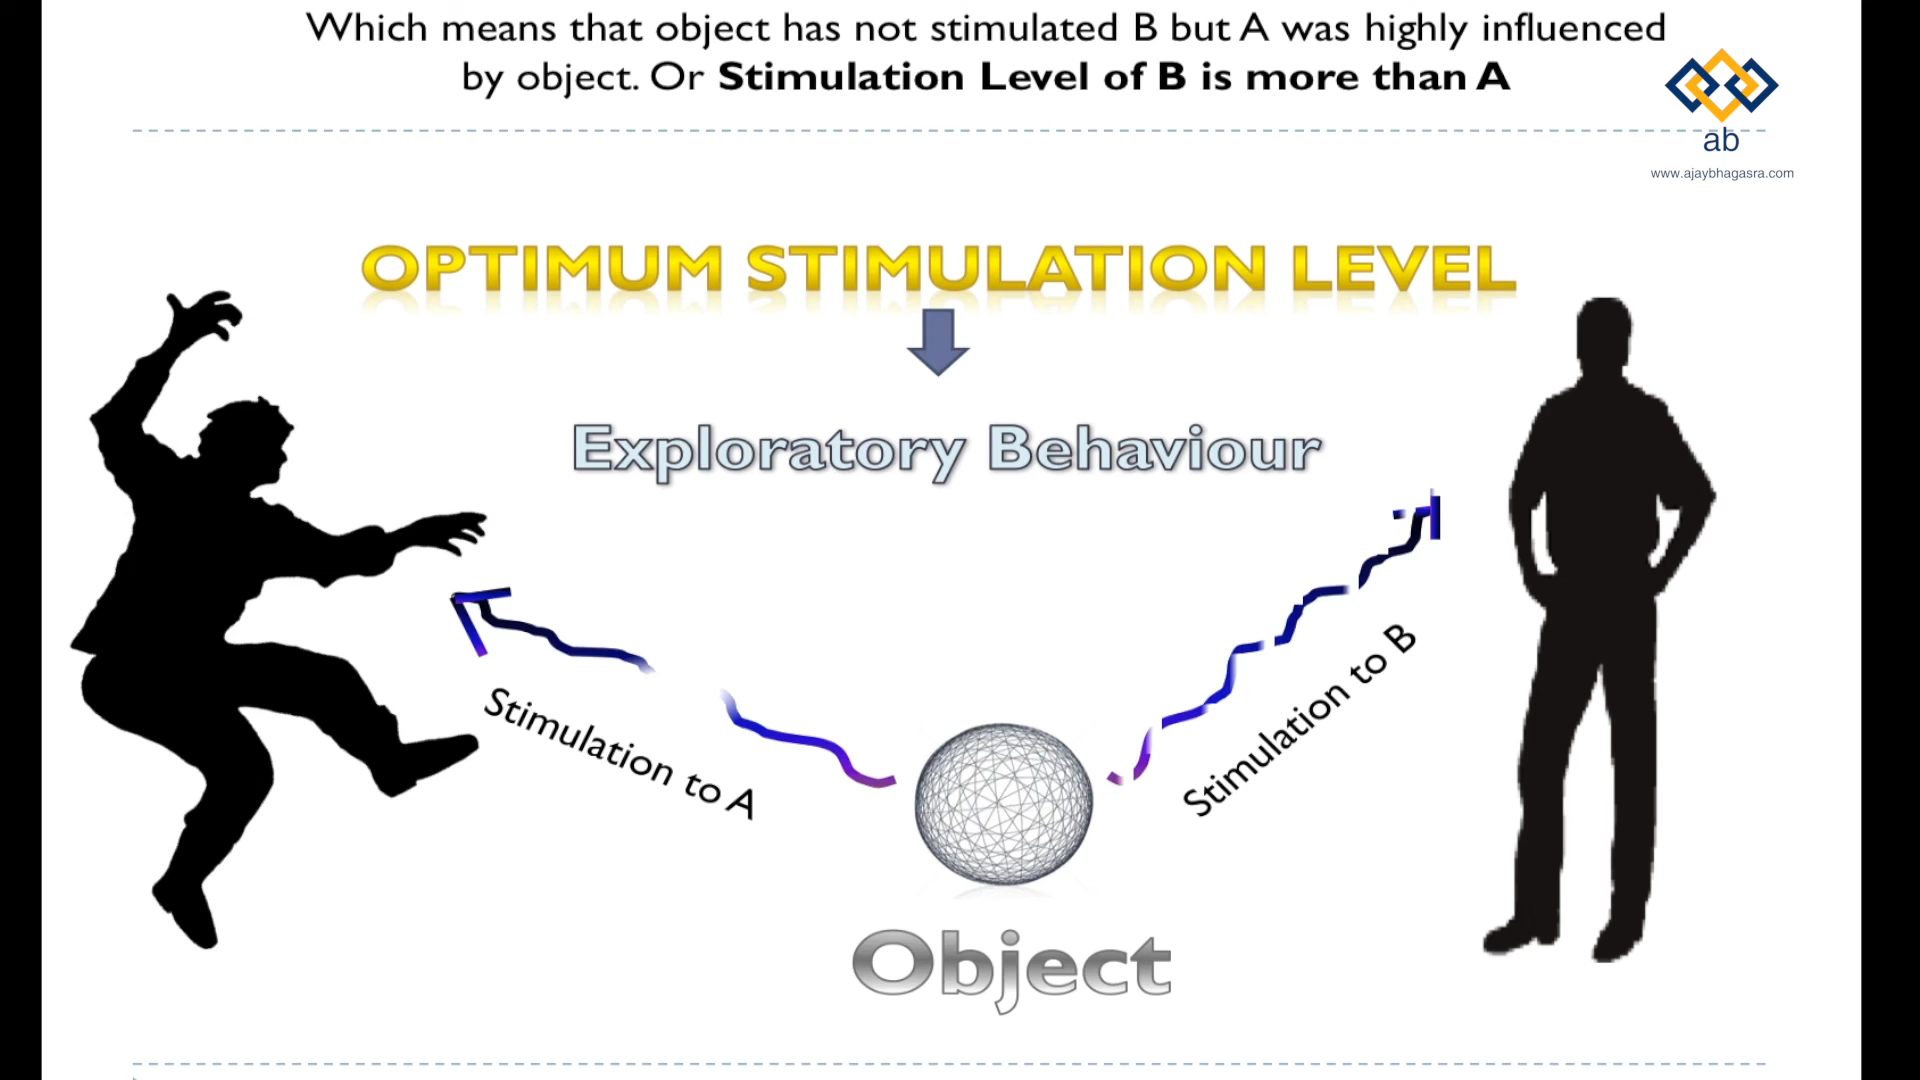 Which means that object has not stimulated B but A was highly influenced
by object. Or Stimulation Level of B is more than A
ab
www.ajaybhagasra.com
OPTIMUM STIMULATION LEVEL
Exploratory Behaviour
Stimulation to A
Stimulation to B
Object